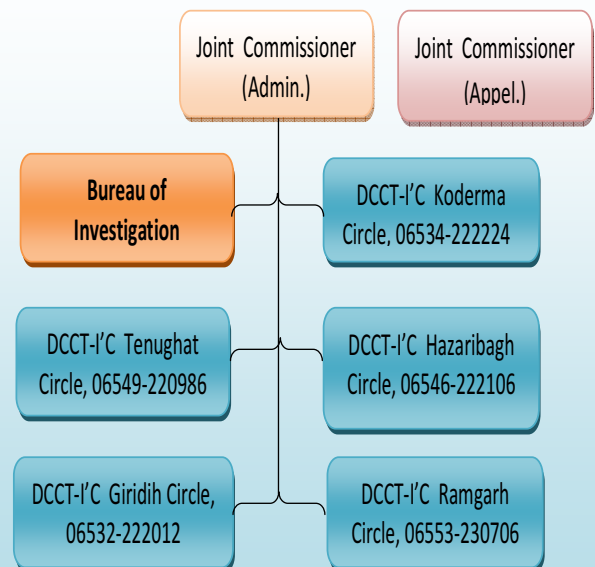 Joint Commissioner
(Admin.)
Joint Commissioner
(Appel.)
Bureau of
Investigation
DCCT-I'C Koderma
Circle, 06534-222224
DCCT-I'C Tenughat
Circle, 06549-220986
DCCT-I'C Hazaribagh
Circle, 06546-222106
DCCT-I'C Giridih Circle,
06532-222012
DCCT-I'C Ramgarh
Circle, 06553-230706